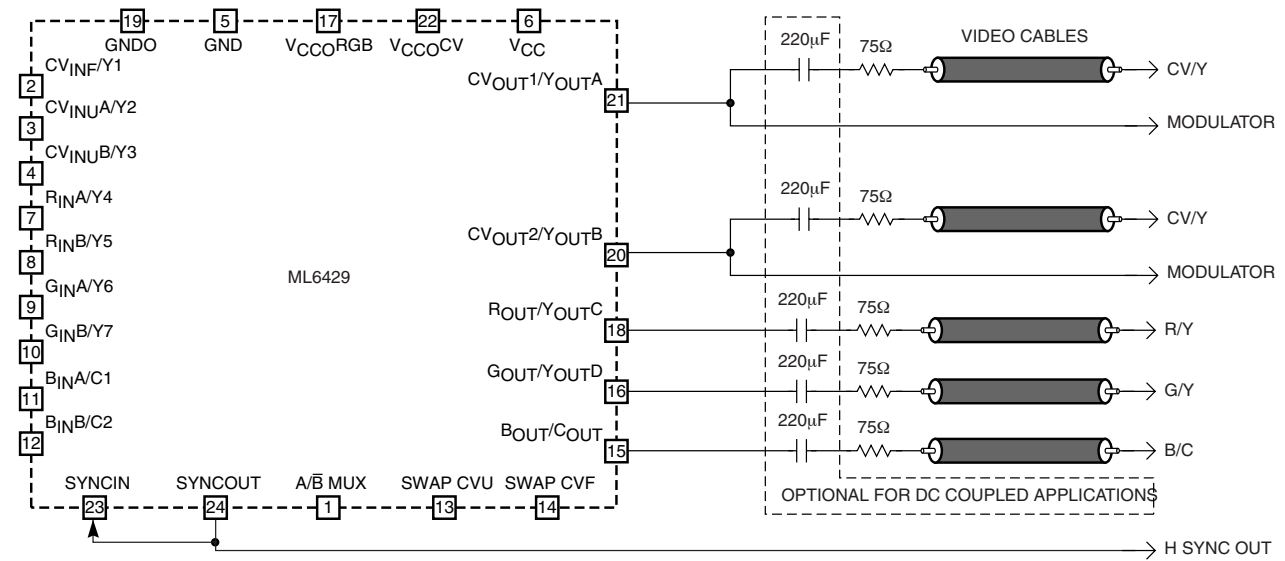 19 5 17 22 6
GNDO GND VCCORGB VCCOCV VCC
CVINF/Y1
2
CVINUA/Y2
3
CVINUB/Y3
4
RINA/Y4
7
RINB/Y5
8
GINA/Y6
9
GINB/Y7
10
BINA/C1
11
BINB/C2
12
ML6429
CVOUT1/YOUTA
21
CVOUT2/YOUTB
20
ROUT/YOUTC
18
GOUT/YOUTD
16
BOUT/COUT
15
SYNCIN SYNCOUT A/B̅ MUX SWAP CVU SWAP CVF
23 24 1 13 14
220µF 75Ω VIDEO CABLES
CV/Y
MODULATOR
220µF 75Ω
CV/Y
MODULATOR
220µF 75Ω
R/Y
220µF 75Ω
G/Y
220µF 75Ω
B/C
OPTIONAL FOR DC COUPLED APPLICATIONS
H SYNC OUT